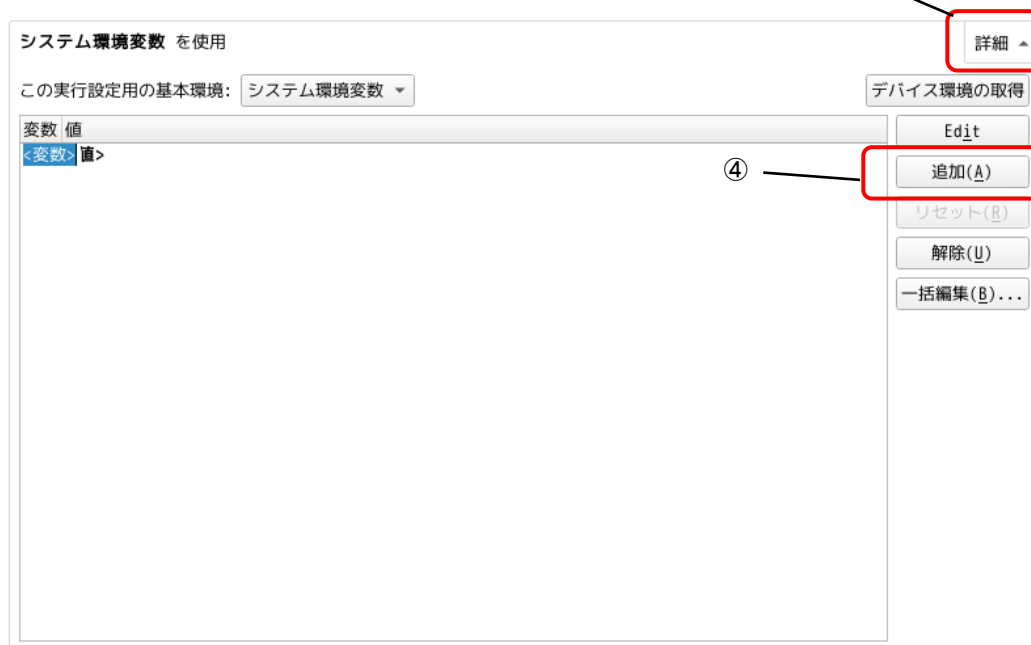 システム環境変数 を使用
詳細
この実行設定用の基本環境: システム環境変数
デバイス環境の取得
変数 値
<変数> 値>
Edit
④
追加(A)
リセット(R)
解除(U)
一括編集(B)...